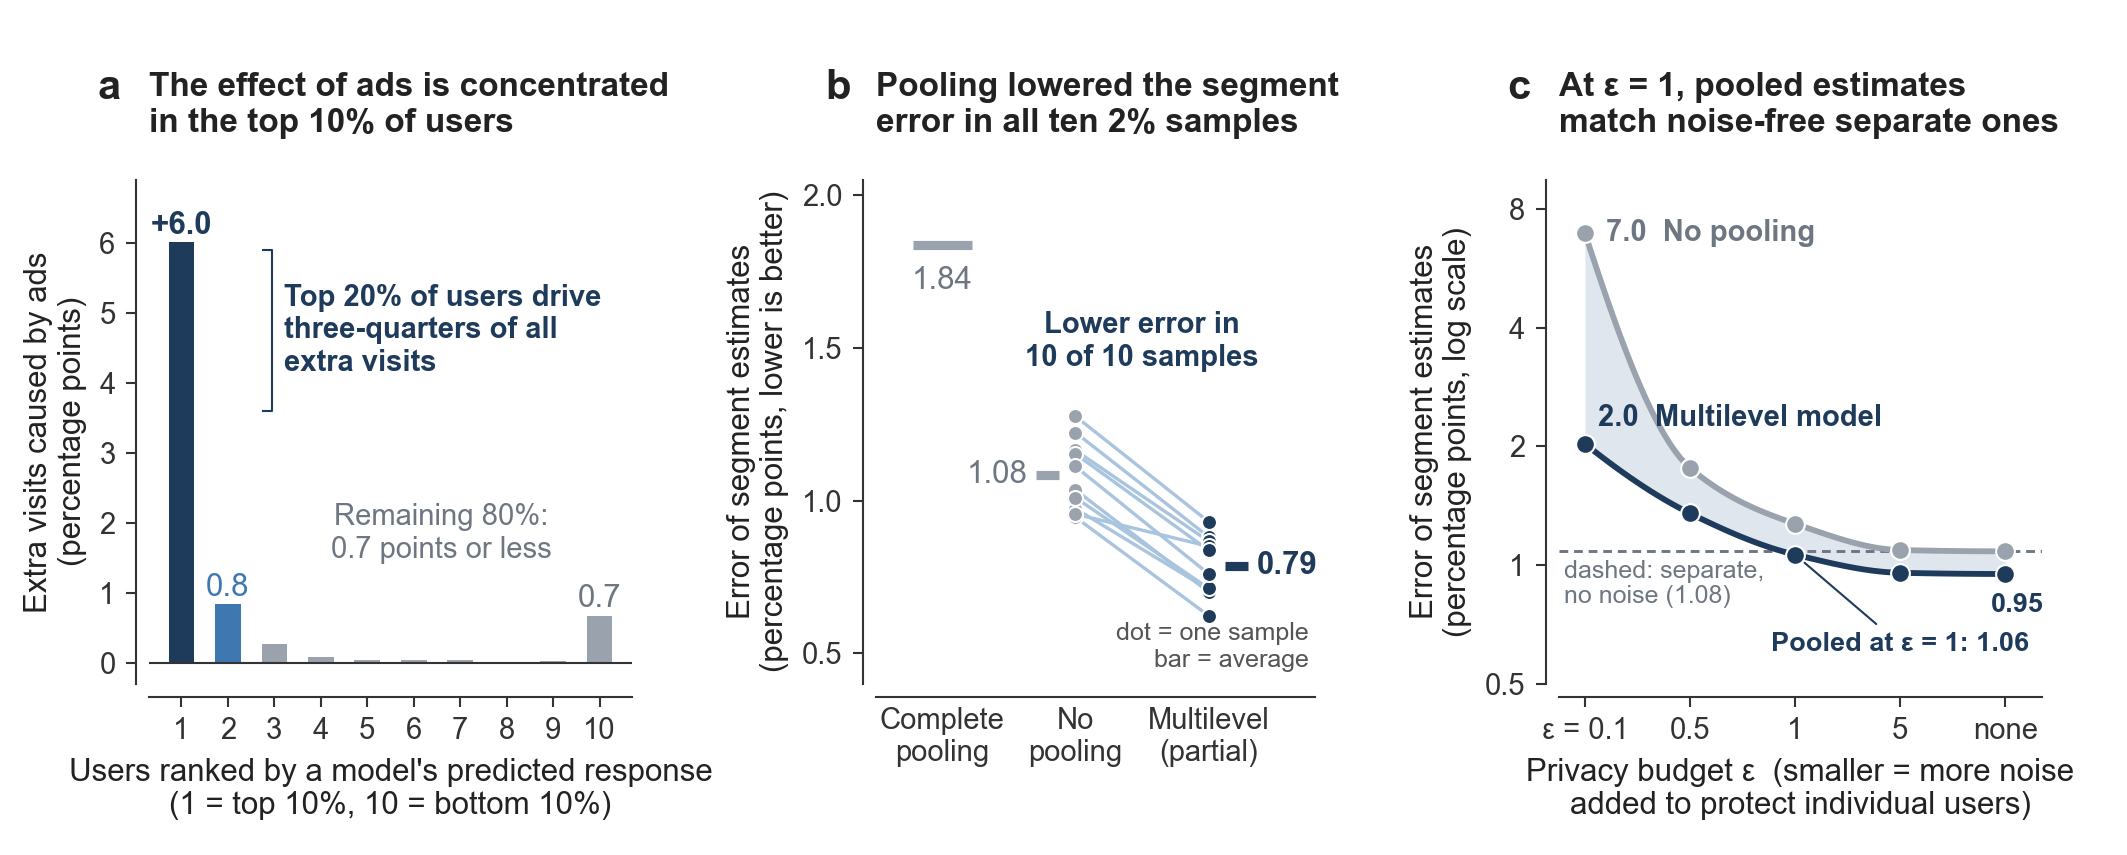 a The effect of ads is concentrated
in the top 10% of users
Extra visits caused by ads
(percentage points)
6
5
4
3
2
1
0
+6.0
0.8
0.7
Top 20% of users drive
three-quarters of all
extra visits
Remaining 80%:
0.7 points or less
1 2 3 4 5 6 7 8 9 10
Users ranked by a model's predicted response
(1 = top 10%, 10 = bottom 10%)
b Pooling lowered the segment
error in all ten 2% samples
Error of segment estimates
(percentage points, lower is better)
2.0
1.5
1.0
0.5
1.84
Lower error in
10 of 10 samples
1.08
0.79
dot = one sample
bar = average
Complete
pooling
No
pooling
Multilevel
(partial)
c At ε = 1, pooled estimates
match noise-free separate ones
Error of segment estimates
(percentage points, log scale)
8
4
2
1
0.5
7.0 No pooling
2.0 Multilevel model
dashed: separate,
no noise (1.08)
0.95
Pooled at ε = 1: 1.06
ε = 0.1 0.5 1 5 none
Privacy budget ε (smaller = more noise
added to protect individual users)